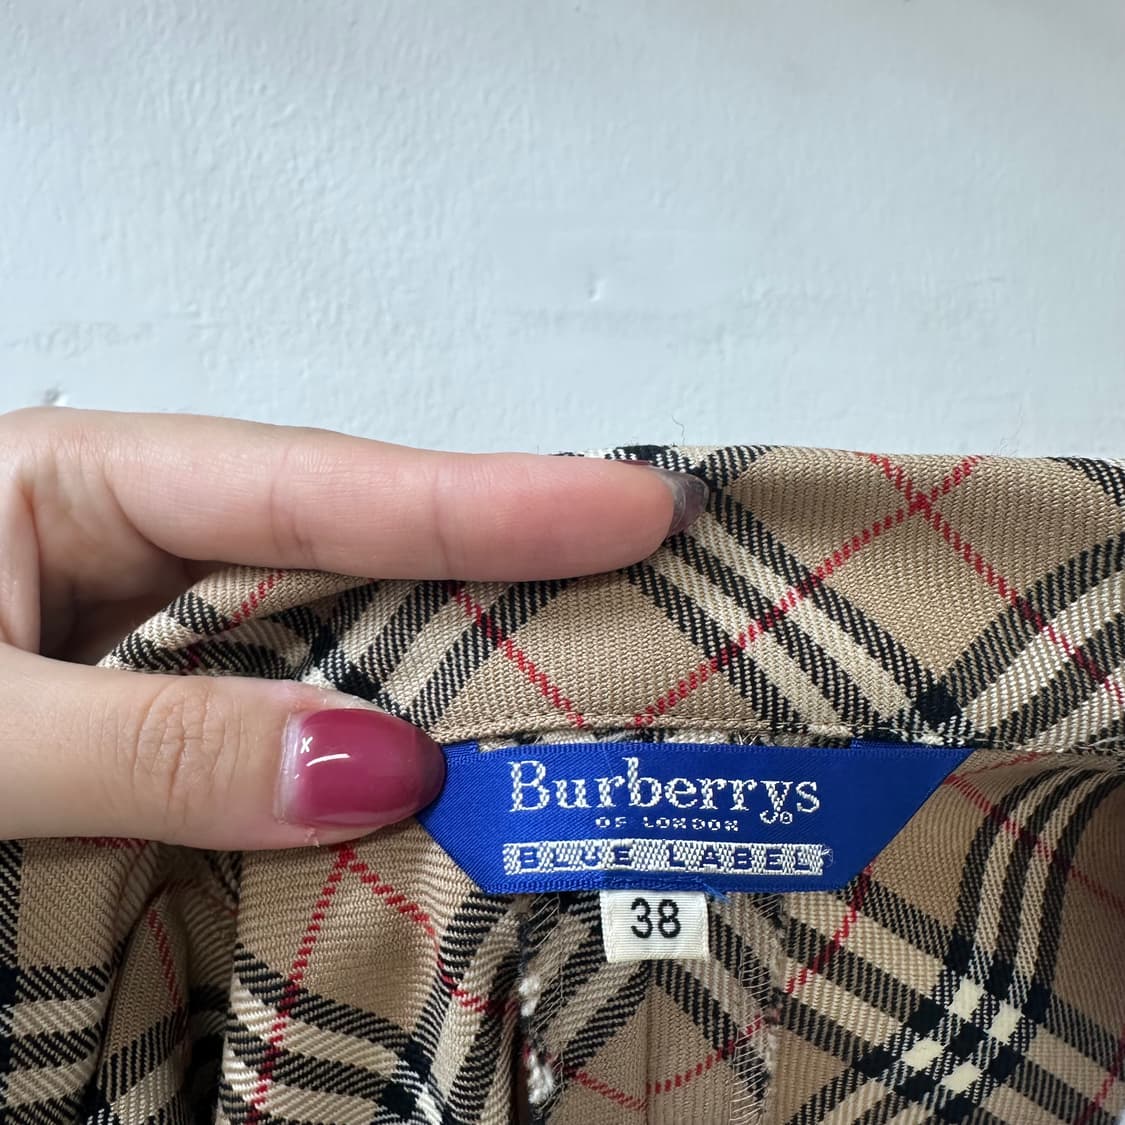 Burberrys
OF LONDON
BLUE LABEL
38